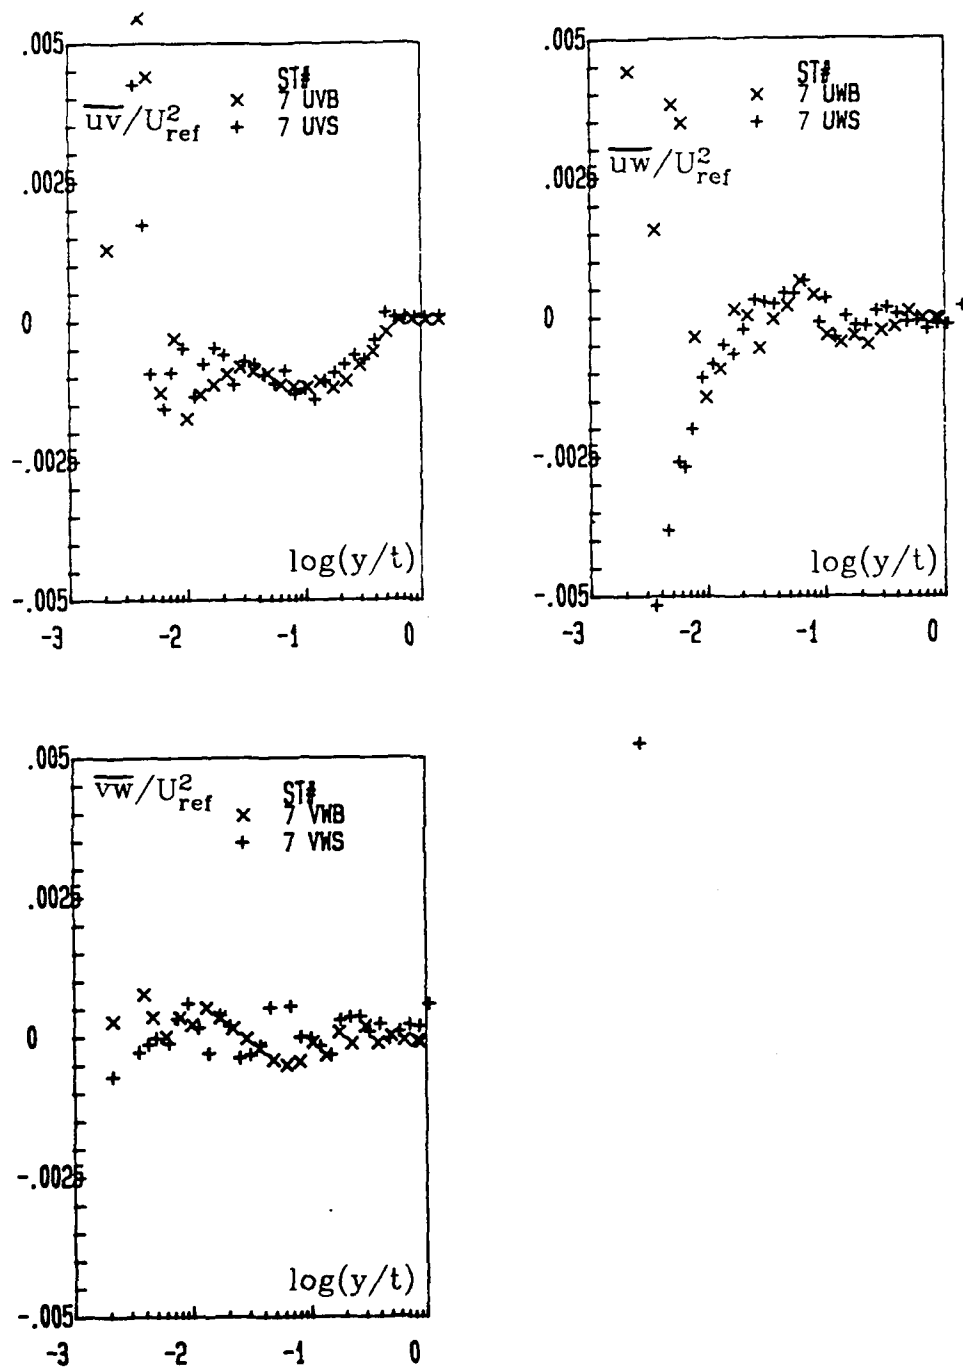 .005
ST#
× 7 UVB
+ 7 UVS
uv/U²ref
.0025
0
-.0025
log(y/t)
-.005
-3 -2 -1 0
.005
ST#
× 7 UWB
+ 7 UWS
uw/U²ref
.0025
0
-.0025
log(y/t)
-.005
-3 -2 -1 0
.005
vw/U²ref
ST#
× 7 VWB
+ 7 VWS
.0025
0
-.0025
log(y/t)
-.005
-3 -2 -1 0